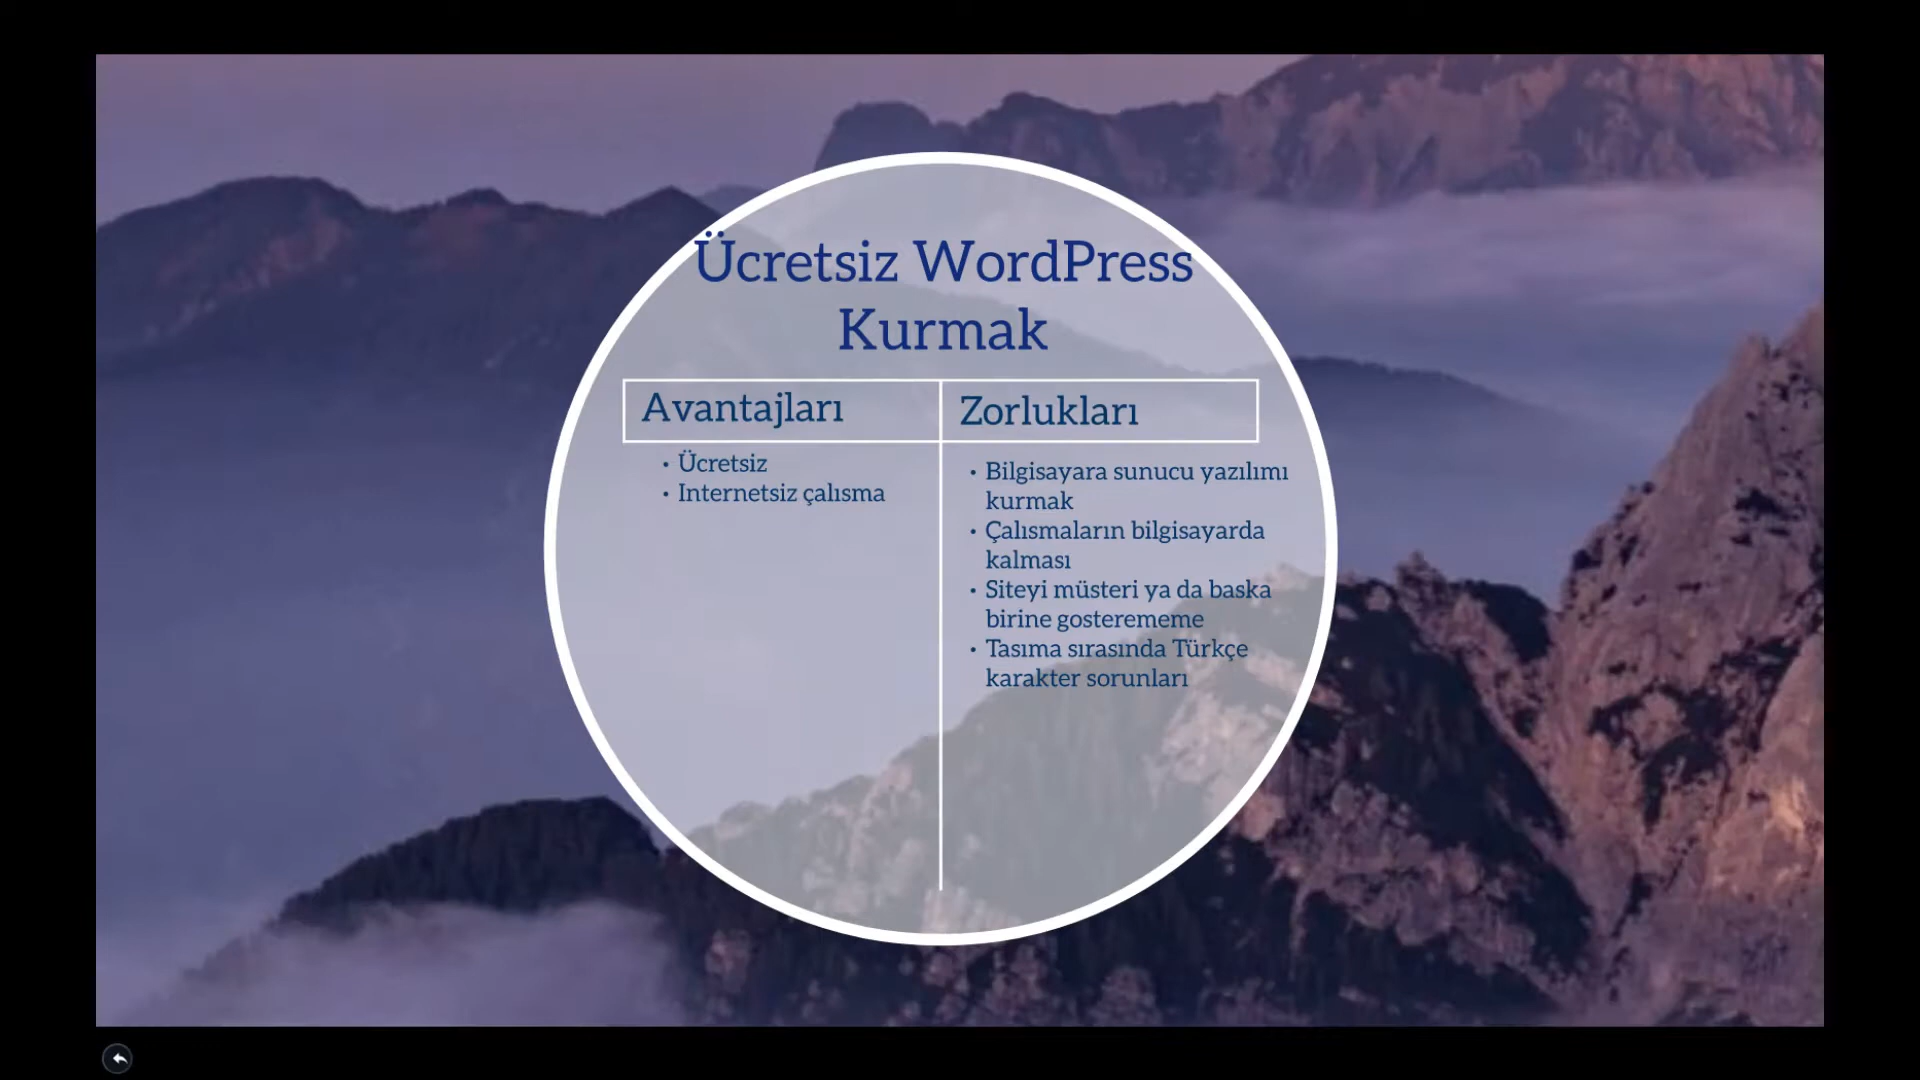 Ücretsiz WordPress
Kurmak
Avantajları
Zorlukları
• Ücretsiz
• Internetsiz çalısma
• Bilgisayara sunucu yazılımı
kurmak
• Çalısmaların bilgisayarda
kalması
• Siteyi müsteri ya da baska
birine gosterememe
• Tasıma sırasında Türkçe
karakter sorunları